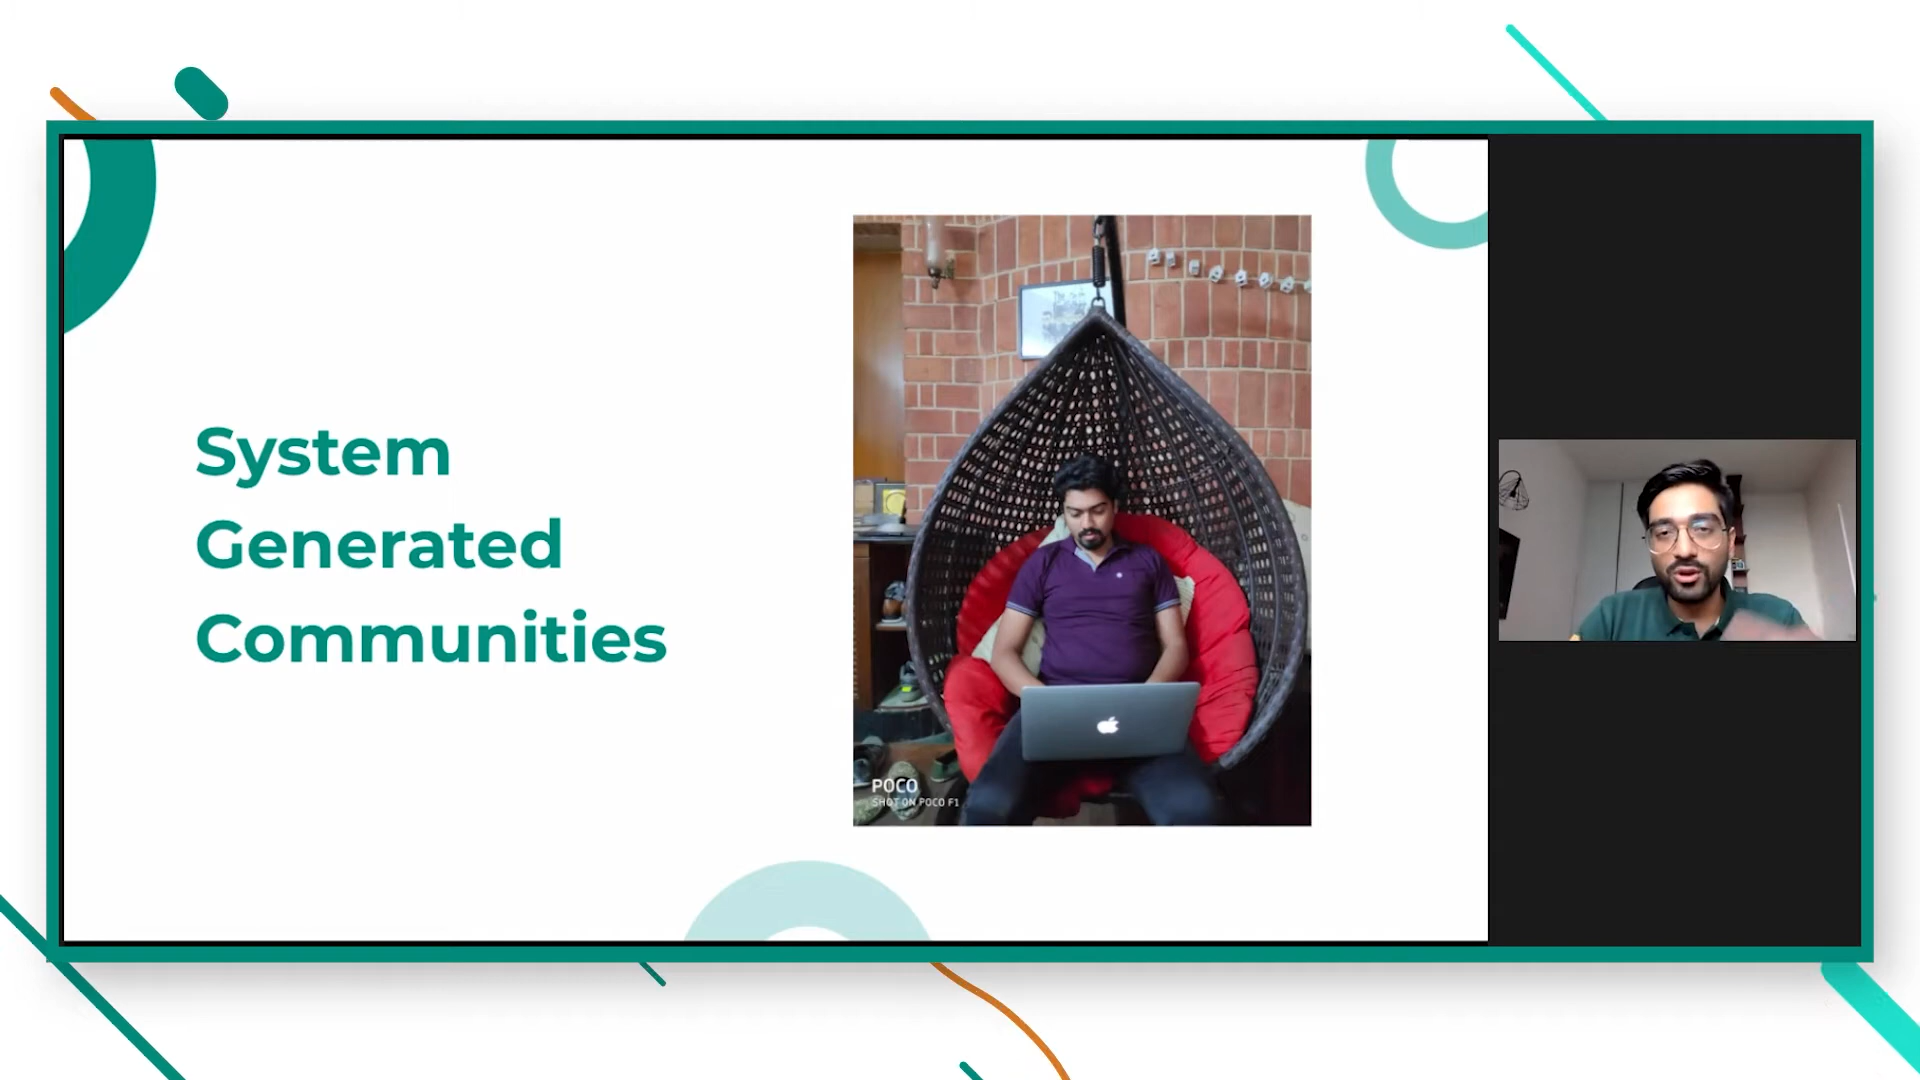 System
Generated
Communities
POCO
SHOT ON POCO F1